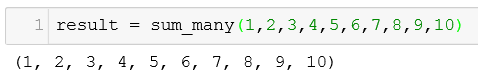 1 result = sum_many(1,2,3,4,5,6,7,8,9,10)
(1, 2, 3, 4, 5, 6, 7, 8, 9, 10)